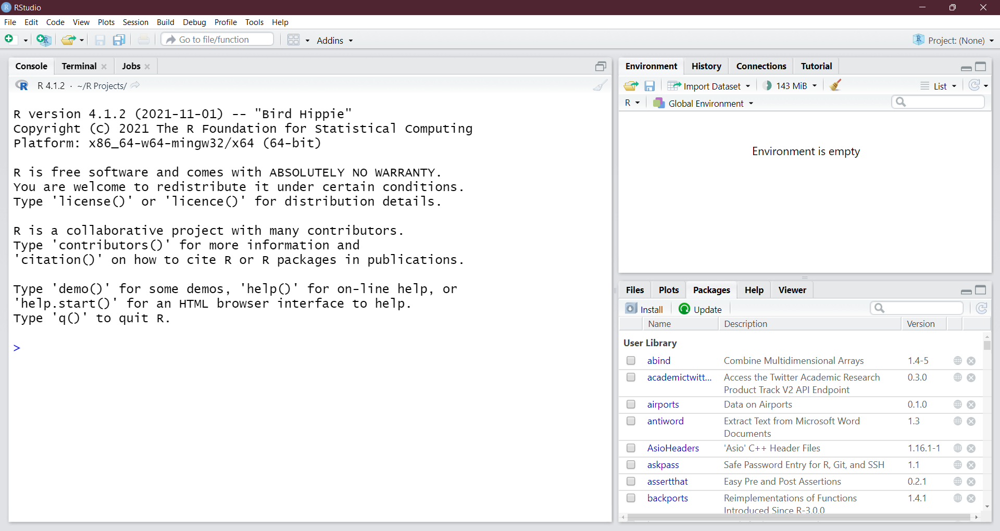 RStudio
File Edit Code View Plots Session Build Debug Profile Tools Help
Go to file/function Addins Project: (None)
Console Terminal Jobs
R 4.1.2 · ~/R Projects/
R version 4.1.2 (2021-11-01) -- "Bird Hippie"
Copyright (C) 2021 The R Foundation for Statistical Computing
Platform: x86_64-w64-mingw32/x64 (64-bit)
R is free software and comes with ABSOLUTELY NO WARRANTY.
You are welcome to redistribute it under certain conditions.
Type 'license()' or 'licence()' for distribution details.
R is a collaborative project with many contributors.
Type 'contributors()' for more information and
'citation()' on how to cite R or R packages in publications.
Type 'demo()' for some demos, 'help()' for on-line help, or
'help.start()' for an HTML browser interface to help.
Type 'q()' to quit R.
>
Environment History Connections Tutorial
Import Dataset 143 MiB List
R Global Environment
Environment is empty
Files Plots Packages Help Viewer
Install Update
Name Description Version
User Library
abind Combine Multidimensional Arrays 1.4-5
academictwitt... Access the Twitter Academic Research 0.3.0
Product Track V2 API Endpoint
airports Data on Airports 0.1.0
antiword Extract Text from Microsoft Word 1.3
Documents
AsioHeaders 'Asio' C++ Header Files 1.16.1-1
askpass Safe Password Entry for R, Git, and SSH 1.1
assertthat Easy Pre and Post Assertions 0.2.1
backports Reimplementations of Functions 1.4.1
Introduced Since R-3.0.0